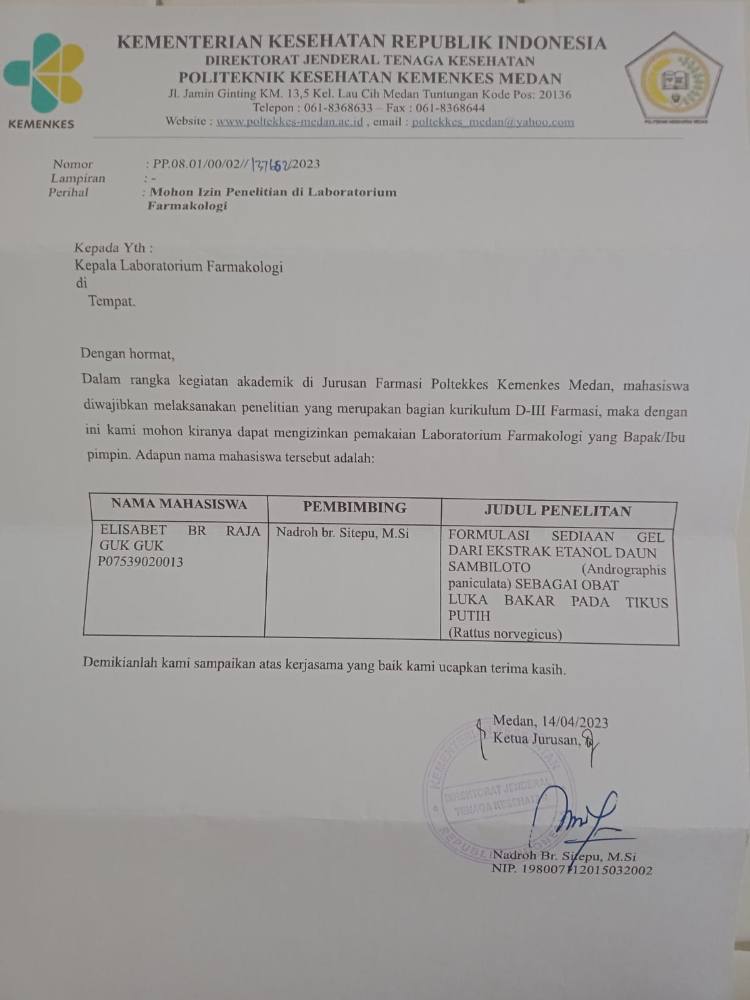 KEMENTERIAN KESEHATAN REPUBLIK INDONESIA
DIREKTORAT JENDERAL TENAGA KESEHATAN
POLITEKNIK KESEHATAN KEMENKES MEDAN
Jl. Jamin Ginting KM. 13,5 Kel. Lau Cih Medan Tuntungan Kode Pos: 20136
Telepon : 061-8368633 – Fax : 061-8368644
Website : www.poltekkes-medan.ac.id , email : poltekkes_medan@yahoo.com
KEMENKES
POLITEKNIK KESEHATAN MEDAN
Nomor : PP.08.01/00/02// /2023
Lampiran : -
Perihal : Mohon Izin Penelitian di Laboratorium
Farmakologi
Kepada Yth :
Kepala Laboratorium Farmakologi
di
Tempat.
Dengan hormat,
Dalam rangka kegiatan akademik di Jurusan Farmasi Poltekkes Kemenkes Medan, mahasiswa
diwajibkan melaksanakan penelitian yang merupakan bagian kurikulum D-III Farmasi, maka dengan
ini kami mohon kiranya dapat mengizinkan pemakaian Laboratorium Farmakologi yang Bapak/Ibu
pimpin. Adapun nama mahasiswa tersebut adalah:
NAMA MAHASISWA PEMBIMBING JUDUL PENELITAN
ELISABET BR RAJA
GUK GUK
P07539020013
Nadroh br. Sitepu, M.Si
FORMULASI SEDIAAN GEL
DARI EKSTRAK ETANOL DAUN
SAMBILOTO (Andrographis
paniculata) SEBAGAI OBAT
LUKA BAKAR PADA TIKUS
PUTIH
(Rattus norvegicus)
Demikianlah kami sampaikan atas kerjasama yang baik kami ucapkan terima kasih.
Medan, 14/04/2023
Ketua Jurusan,
KEMENTERIAN KESEHATAN
DIREKTORAT JENDERAL
TENAGA KESEHATAN
REPUBLIK INDONESIA
Nadroh Br. Sitepu, M.Si
NIP. 198007112015032002